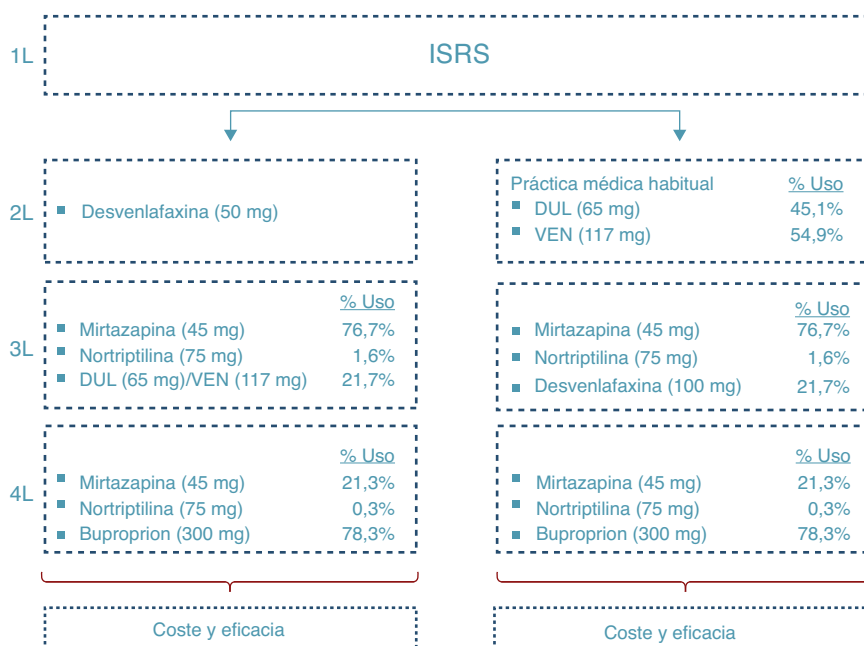 1L
ISRS
2L
Desvenlafaxina (50 mg)
Práctica médica habitual % Uso
DUL (65 mg) 45,1%
VEN (117 mg) 54,9%
3L
% Uso
Mirtazapina (45 mg) 76,7%
Nortriptilina (75 mg) 1,6%
DUL (65 mg)/VEN (117 mg) 21,7%
% Uso
Mirtazapina (45 mg) 76,7%
Nortriptilina (75 mg) 1,6%
Desvenlafaxina (100 mg) 21,7%
4L
% Uso
Mirtazapina (45 mg) 21,3%
Nortriptilina (75 mg) 0,3%
Buproprion (300 mg) 78,3%
% Uso
Mirtazapina (45 mg) 21,3%
Nortriptilina (75 mg) 0,3%
Buproprion (300 mg) 78,3%
Coste y eficacia
Coste y eficacia